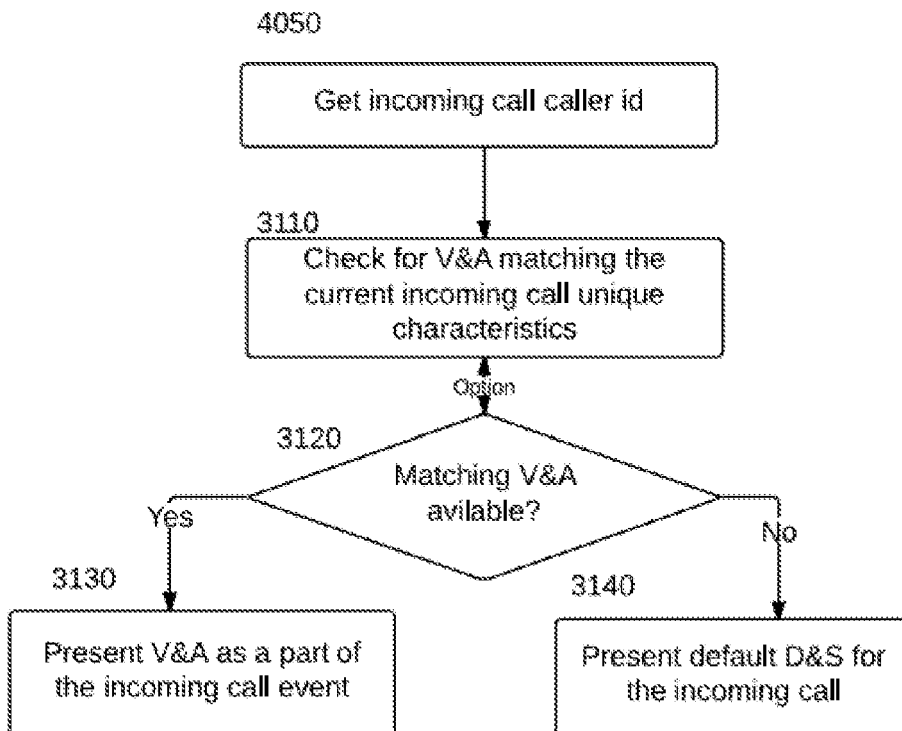 4050
Get incoming call caller id
3110
Check for V&A matching the
current incoming call unique
characteristics
Option
3120
Matching V&A
avilable?
Yes
No
3130
3140
Present V&A as a part of
the incoming call event
Present default D&S for
the incoming call